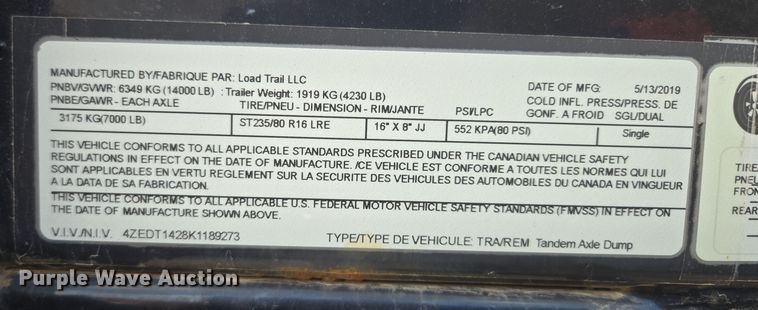 MANUFACTURED BY/FABRIQUE PAR: Load Trail LLC DATE OF MFG: 5/13/2019
PNBV/GVWR: 6349 KG (14000 LB) : Trailer Weight: 1919 KG (4230 LB) COLD INFL. PRESS/PRESS. DE
PNBE/GAWR - EACH AXLE TIRE/PNEU - DIMENSION - RIM/JANTE PSI/LPC GONF. A FROID SGL/DUAL
3175 KG(7000 LB) ST235/80 R16 LRE 16" X 8" JJ 552 KPA(80 PSI) Single
THIS VEHICLE CONFORMS TO ALL APPLICABLE STANDARDS PRESCRIBED UNDER THE CANADIAN VEHICLE SAFETY
REGULATIONS IN EFFECT ON THE DATE OF MANUFACTURE. /CE VEHICLE EST CONFORME A TOUTES LES NORMES QUI LUI
SONT APPLICABLES EN VERTU REGLEMENT SUR LA SECURITE DES VEHICULES DES AUTOMOBILES DU CANADA EN VINGUEUR
A LA DATA DE SA FABRICATION.
THIS VEHICLE CONFORMS TO ALL APPLICABLE U.S. FEDERAL MOTOR VEHICLE SAFETY STANDARDS (FMVSS) IN EFFECT ON
THE DATE OF MANUFACTURE SHOWN ABOVE.
V.I.V./N.I.V. 4ZEDT1428K1189273 TYPE/TYPE DE VEHICULE: TRA/REM Tandem Axle Dump
TIRE
PNEU
FRON
REAR
Purple Wave Auction